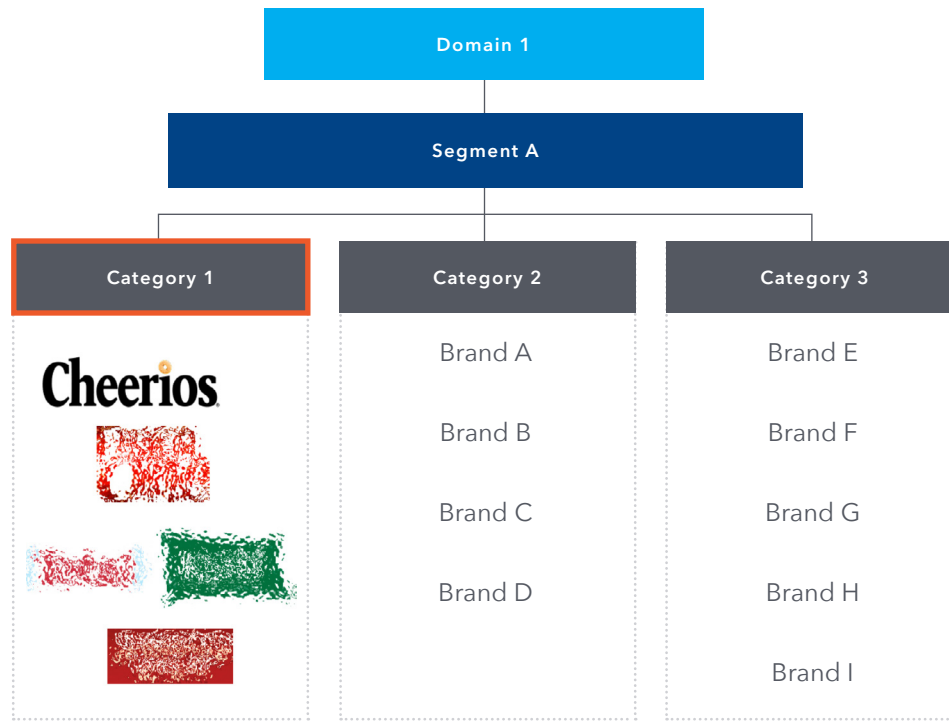 Domain 1
Segment A
Category 1
Category 2
Category 3
Cheerios
Brand A
Brand B
Brand C
Brand D
Brand E
Brand F
Brand G
Brand H
Brand I